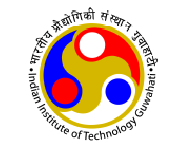 भारतीय प्रौद्योगिकी संस्थान गुवाहाटी
Indian Institute of Technology Guwahati